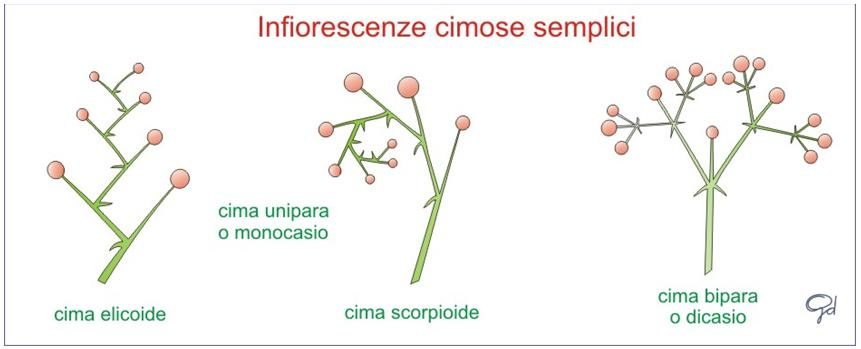 Infiorescenze cimose semplici
cima unipara
o monocasio
cima elicoide
cima scorpioide
cima bipara
o dicasio